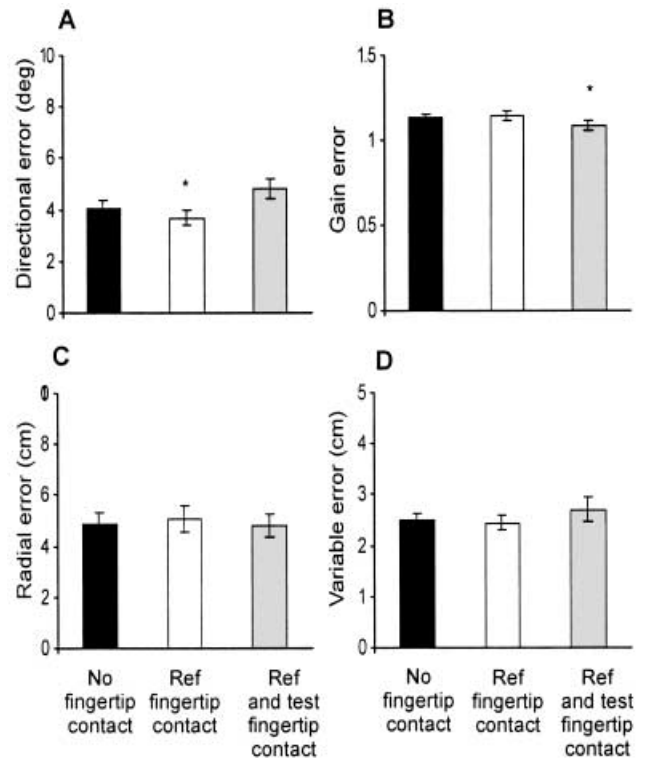 A
Directional error (deg)
10
8
6
4
2
0
*
B
Gain error
1.5
1
0.5
0
*
C
Radial error (cm)
8
6
4
2
0
D
Variable error (cm)
5
4
3
2
1
0
No
fingertip
contact
Ref
fingertip
contact
Ref
and test
fingertip
contact
No
fingertip
contact
Ref
fingertip
contact
Ref
and test
fingertip
contact